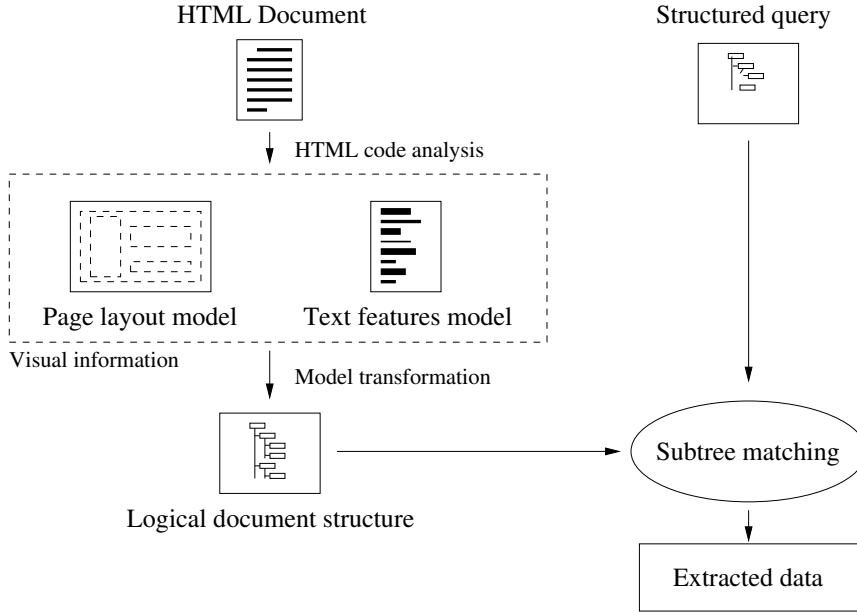 HTML Document
Structured query
HTML code analysis
Page layout model
Text features model
Visual information
Model transformation
Subtree matching
Logical document structure
Extracted data